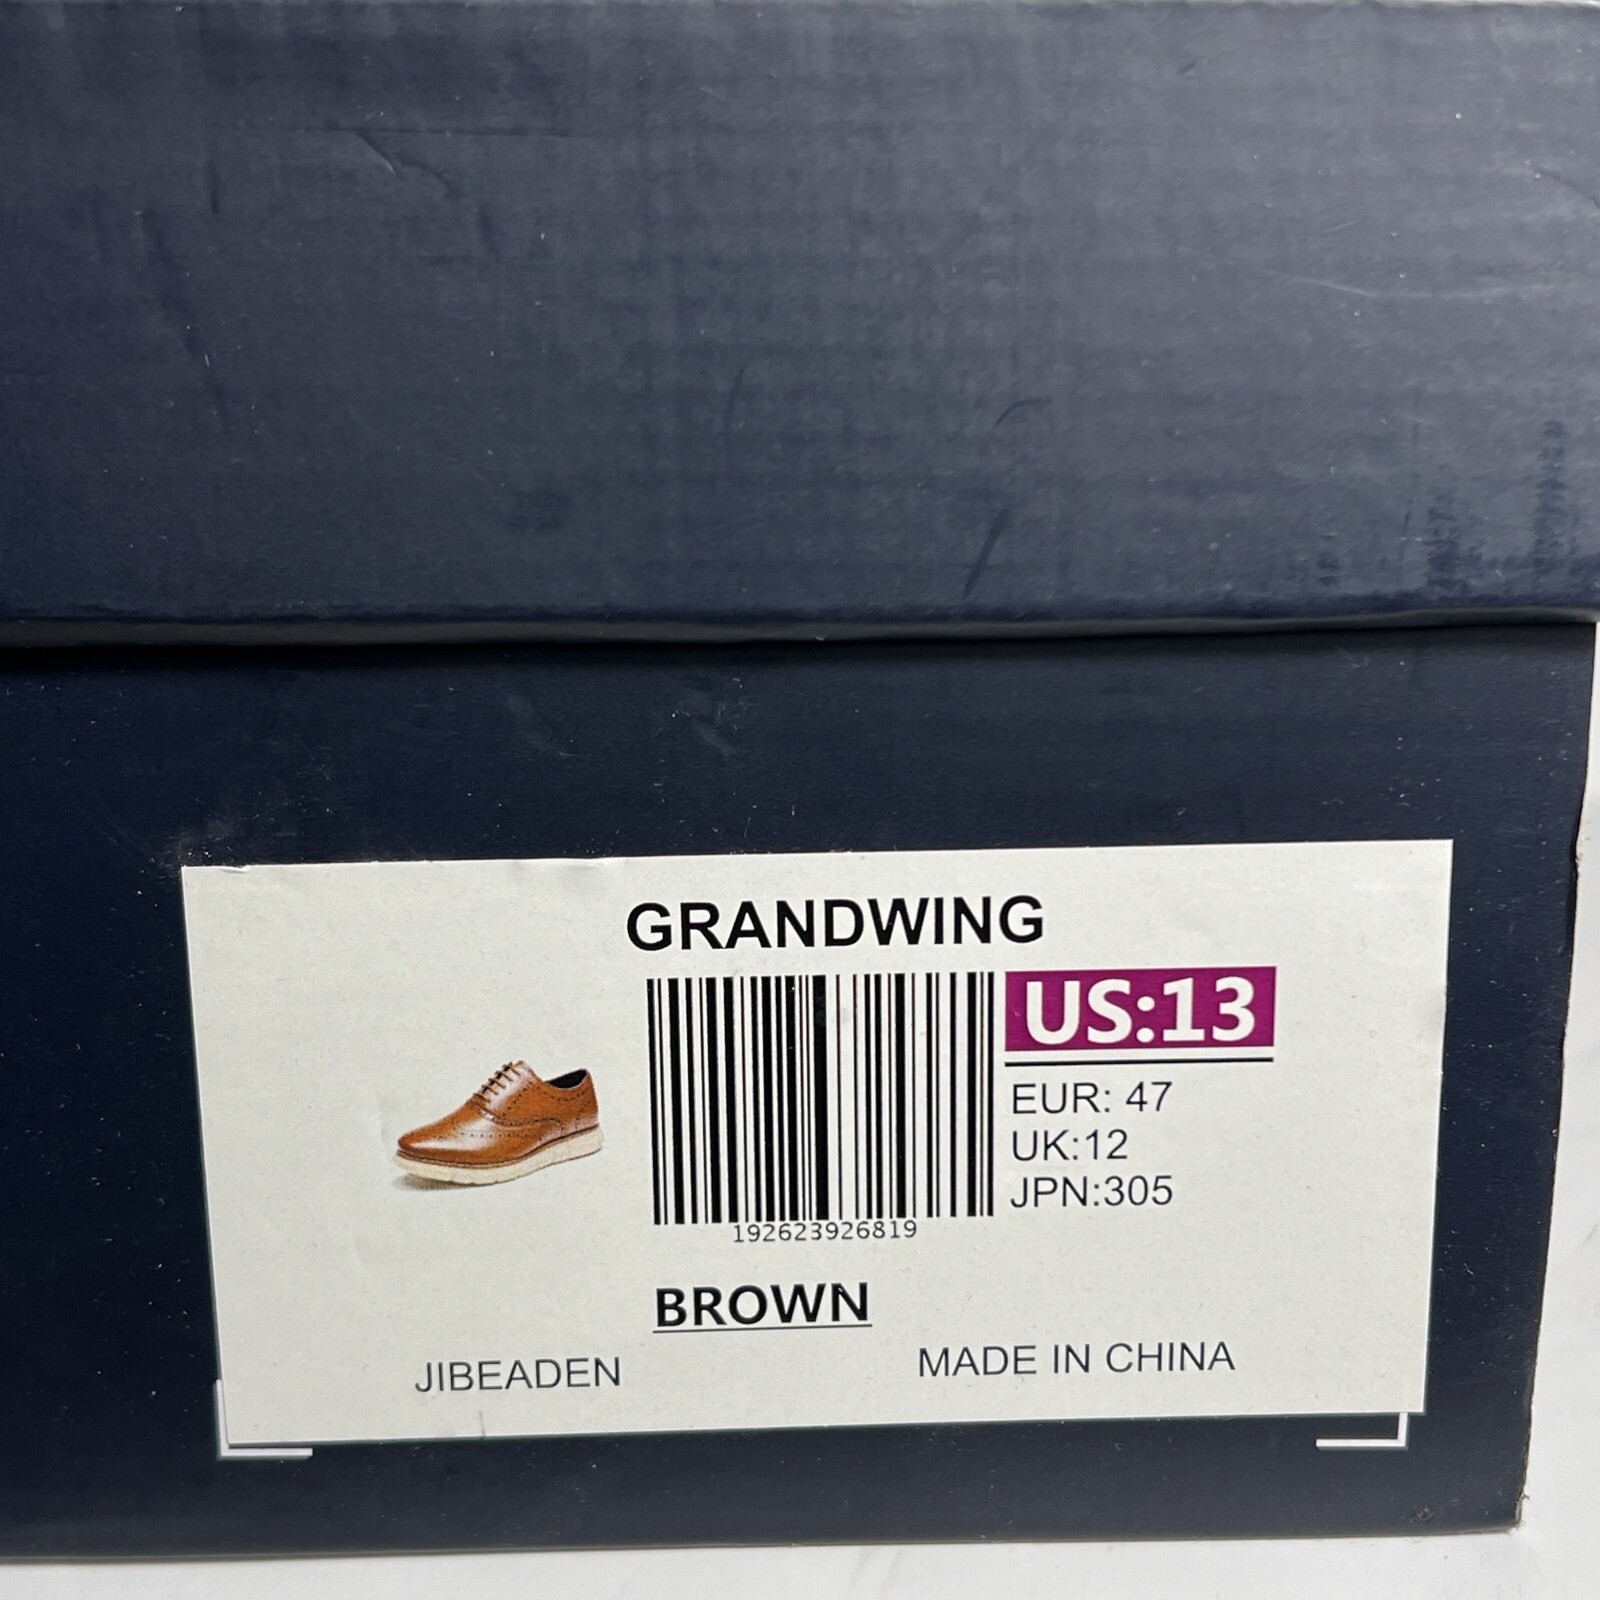 GRANDWING
US:13
EUR: 47
UK:12
JPN:305
192623926819
BROWN
JIBEADEN
MADE IN CHINA